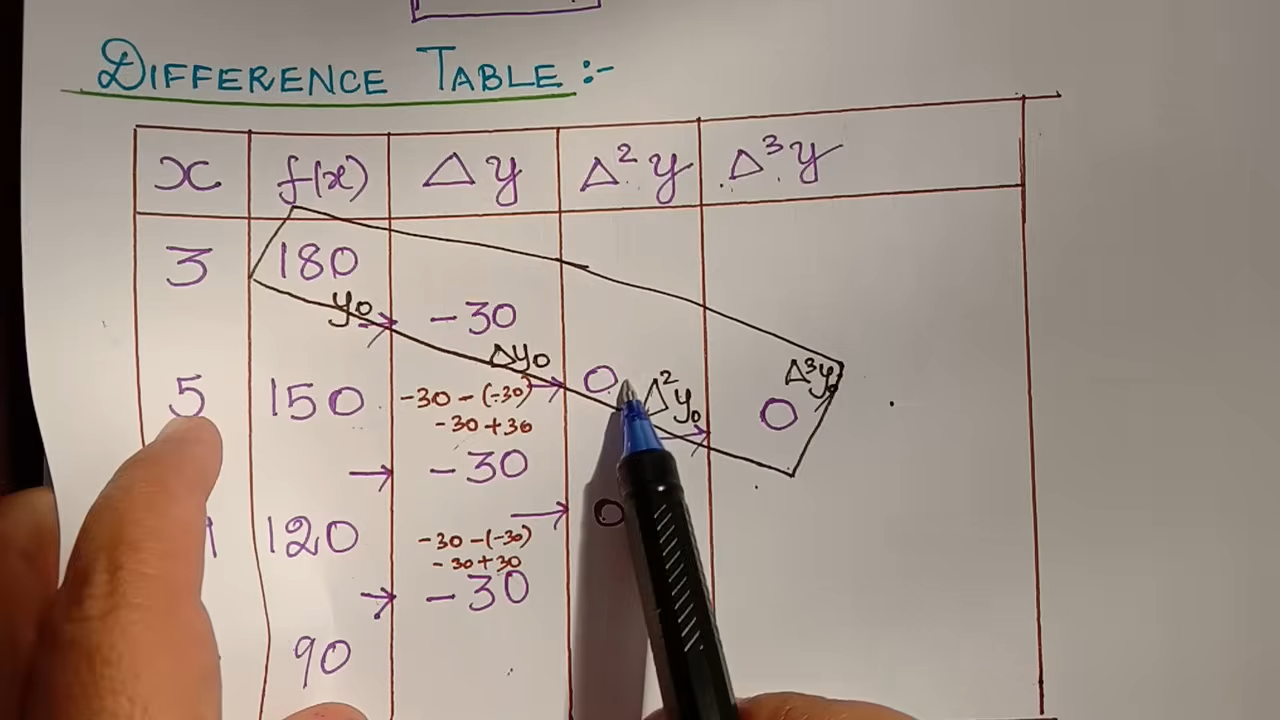 DIFFERENCE TABLE :-
x f(x) Δy Δ²y Δ³y
3 180
y₀ → -30
Δy₀ Δ³y₀
5 150 -30 - (-30) → 0 Δ²y₀ → 0
-30 + 30
→ -30
120 → 0
-30 - (-30)
-30 + 30
→ -30
90